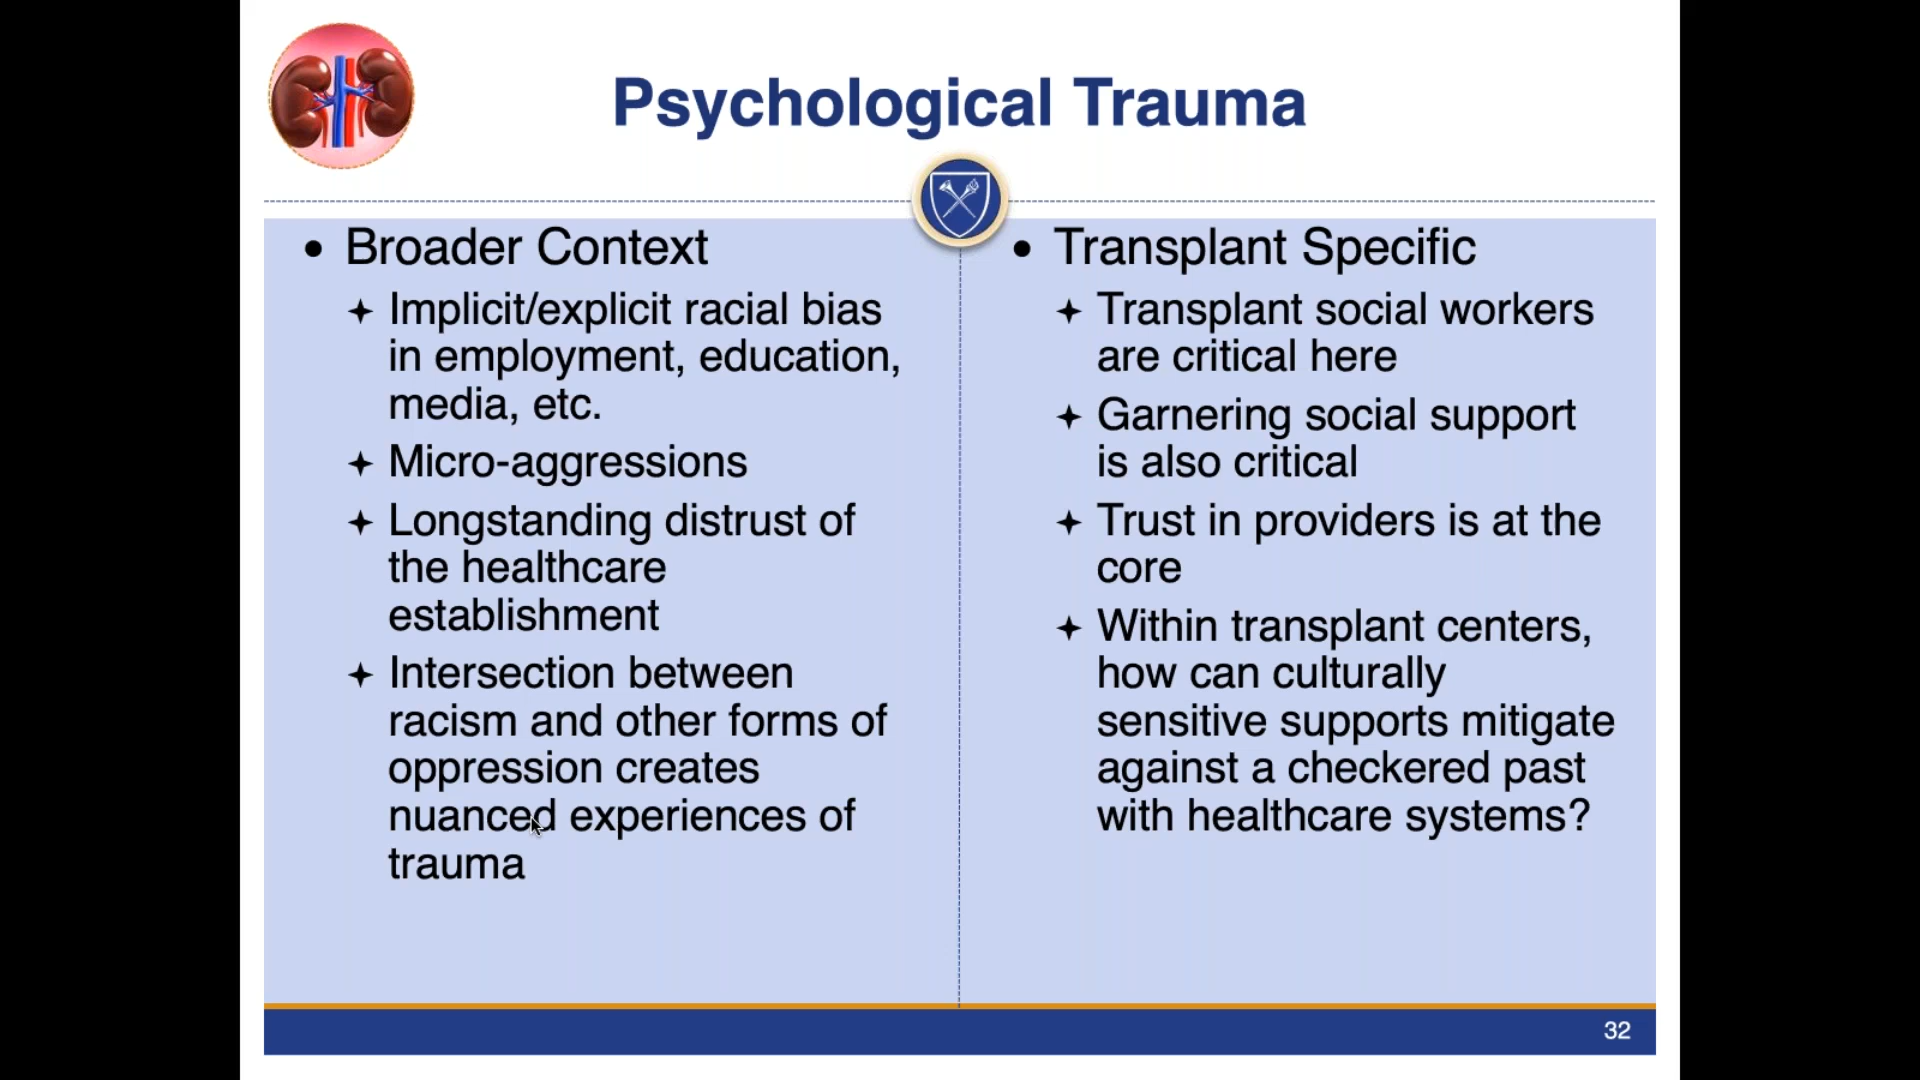 Psychological Trauma
• Broader Context
✦ Implicit/explicit racial bias
in employment, education,
media, etc.
✦ Micro-aggressions
✦ Longstanding distrust of
the healthcare
establishment
✦ Intersection between
racism and other forms of
oppression creates
nuanced experiences of
trauma
• Transplant Specific
✦ Transplant social workers
are critical here
✦ Garnering social support
is also critical
✦ Trust in providers is at the
core
✦ Within transplant centers,
how can culturally
sensitive supports mitigate
against a checkered past
with healthcare systems?
32